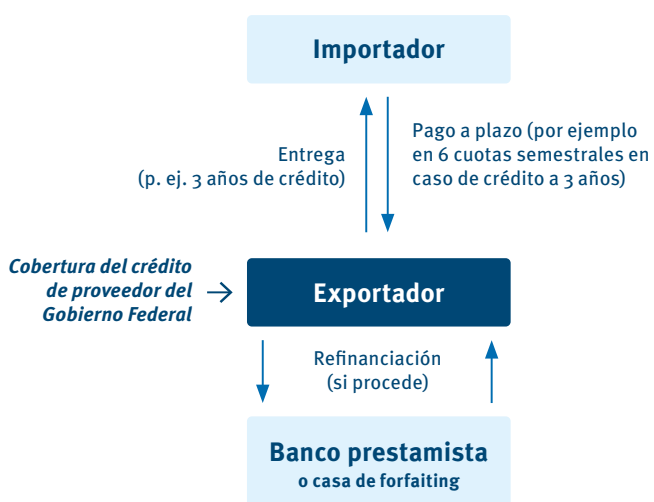 Importador
Entrega
(p. ej. 3 años de crédito)
Pago a plazo (por ejemplo
en 6 cuotas semestrales en
caso de crédito a 3 años)
Cobertura del crédito
de proveedor del
Gobierno Federal
Exportador
Refinanciación
(si procede)
Banco prestamista
o casa de forfaiting